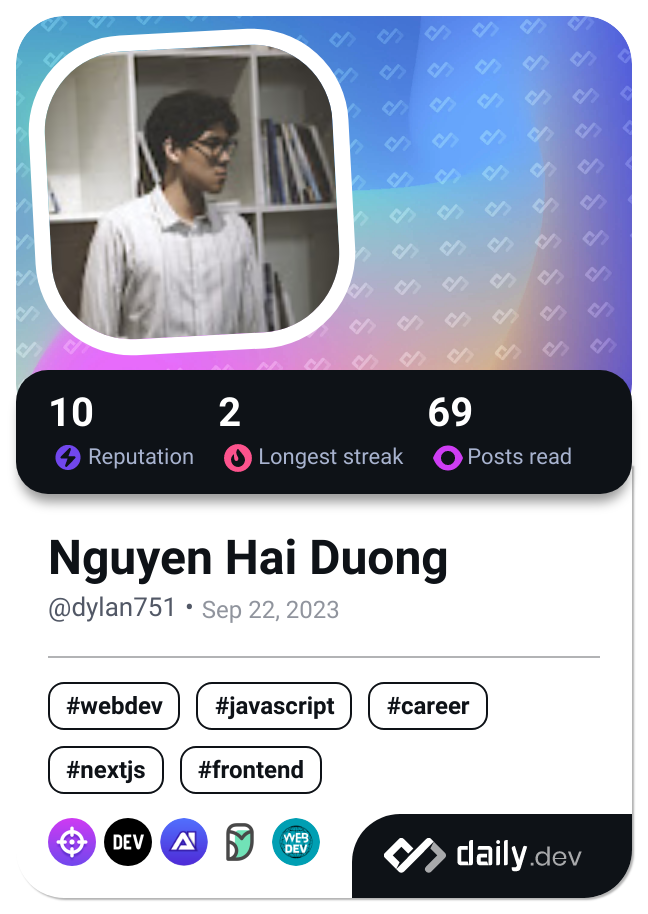 10 2 69
Reputation Longest streak Posts read
Nguyen Hai Duong
@dylan751 • Sep 22, 2023
#webdev #javascript #career
#nextjs #frontend
DEV WEB DEV daily.dev